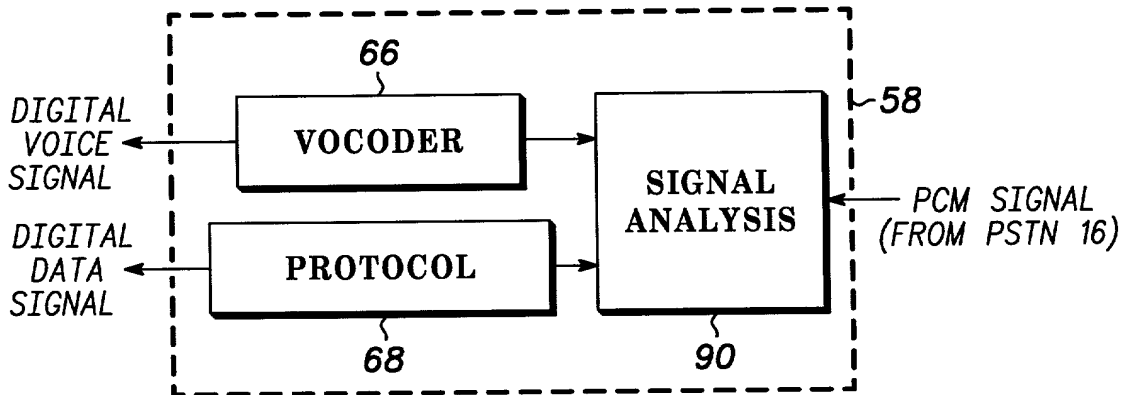 66
58
DIGITAL
VOICE
SIGNAL
VOCODER
SIGNAL
ANALYSIS
PCM SIGNAL
(FROM PSTN 16)
DIGITAL
DATA
SIGNAL
PROTOCOL
68
90